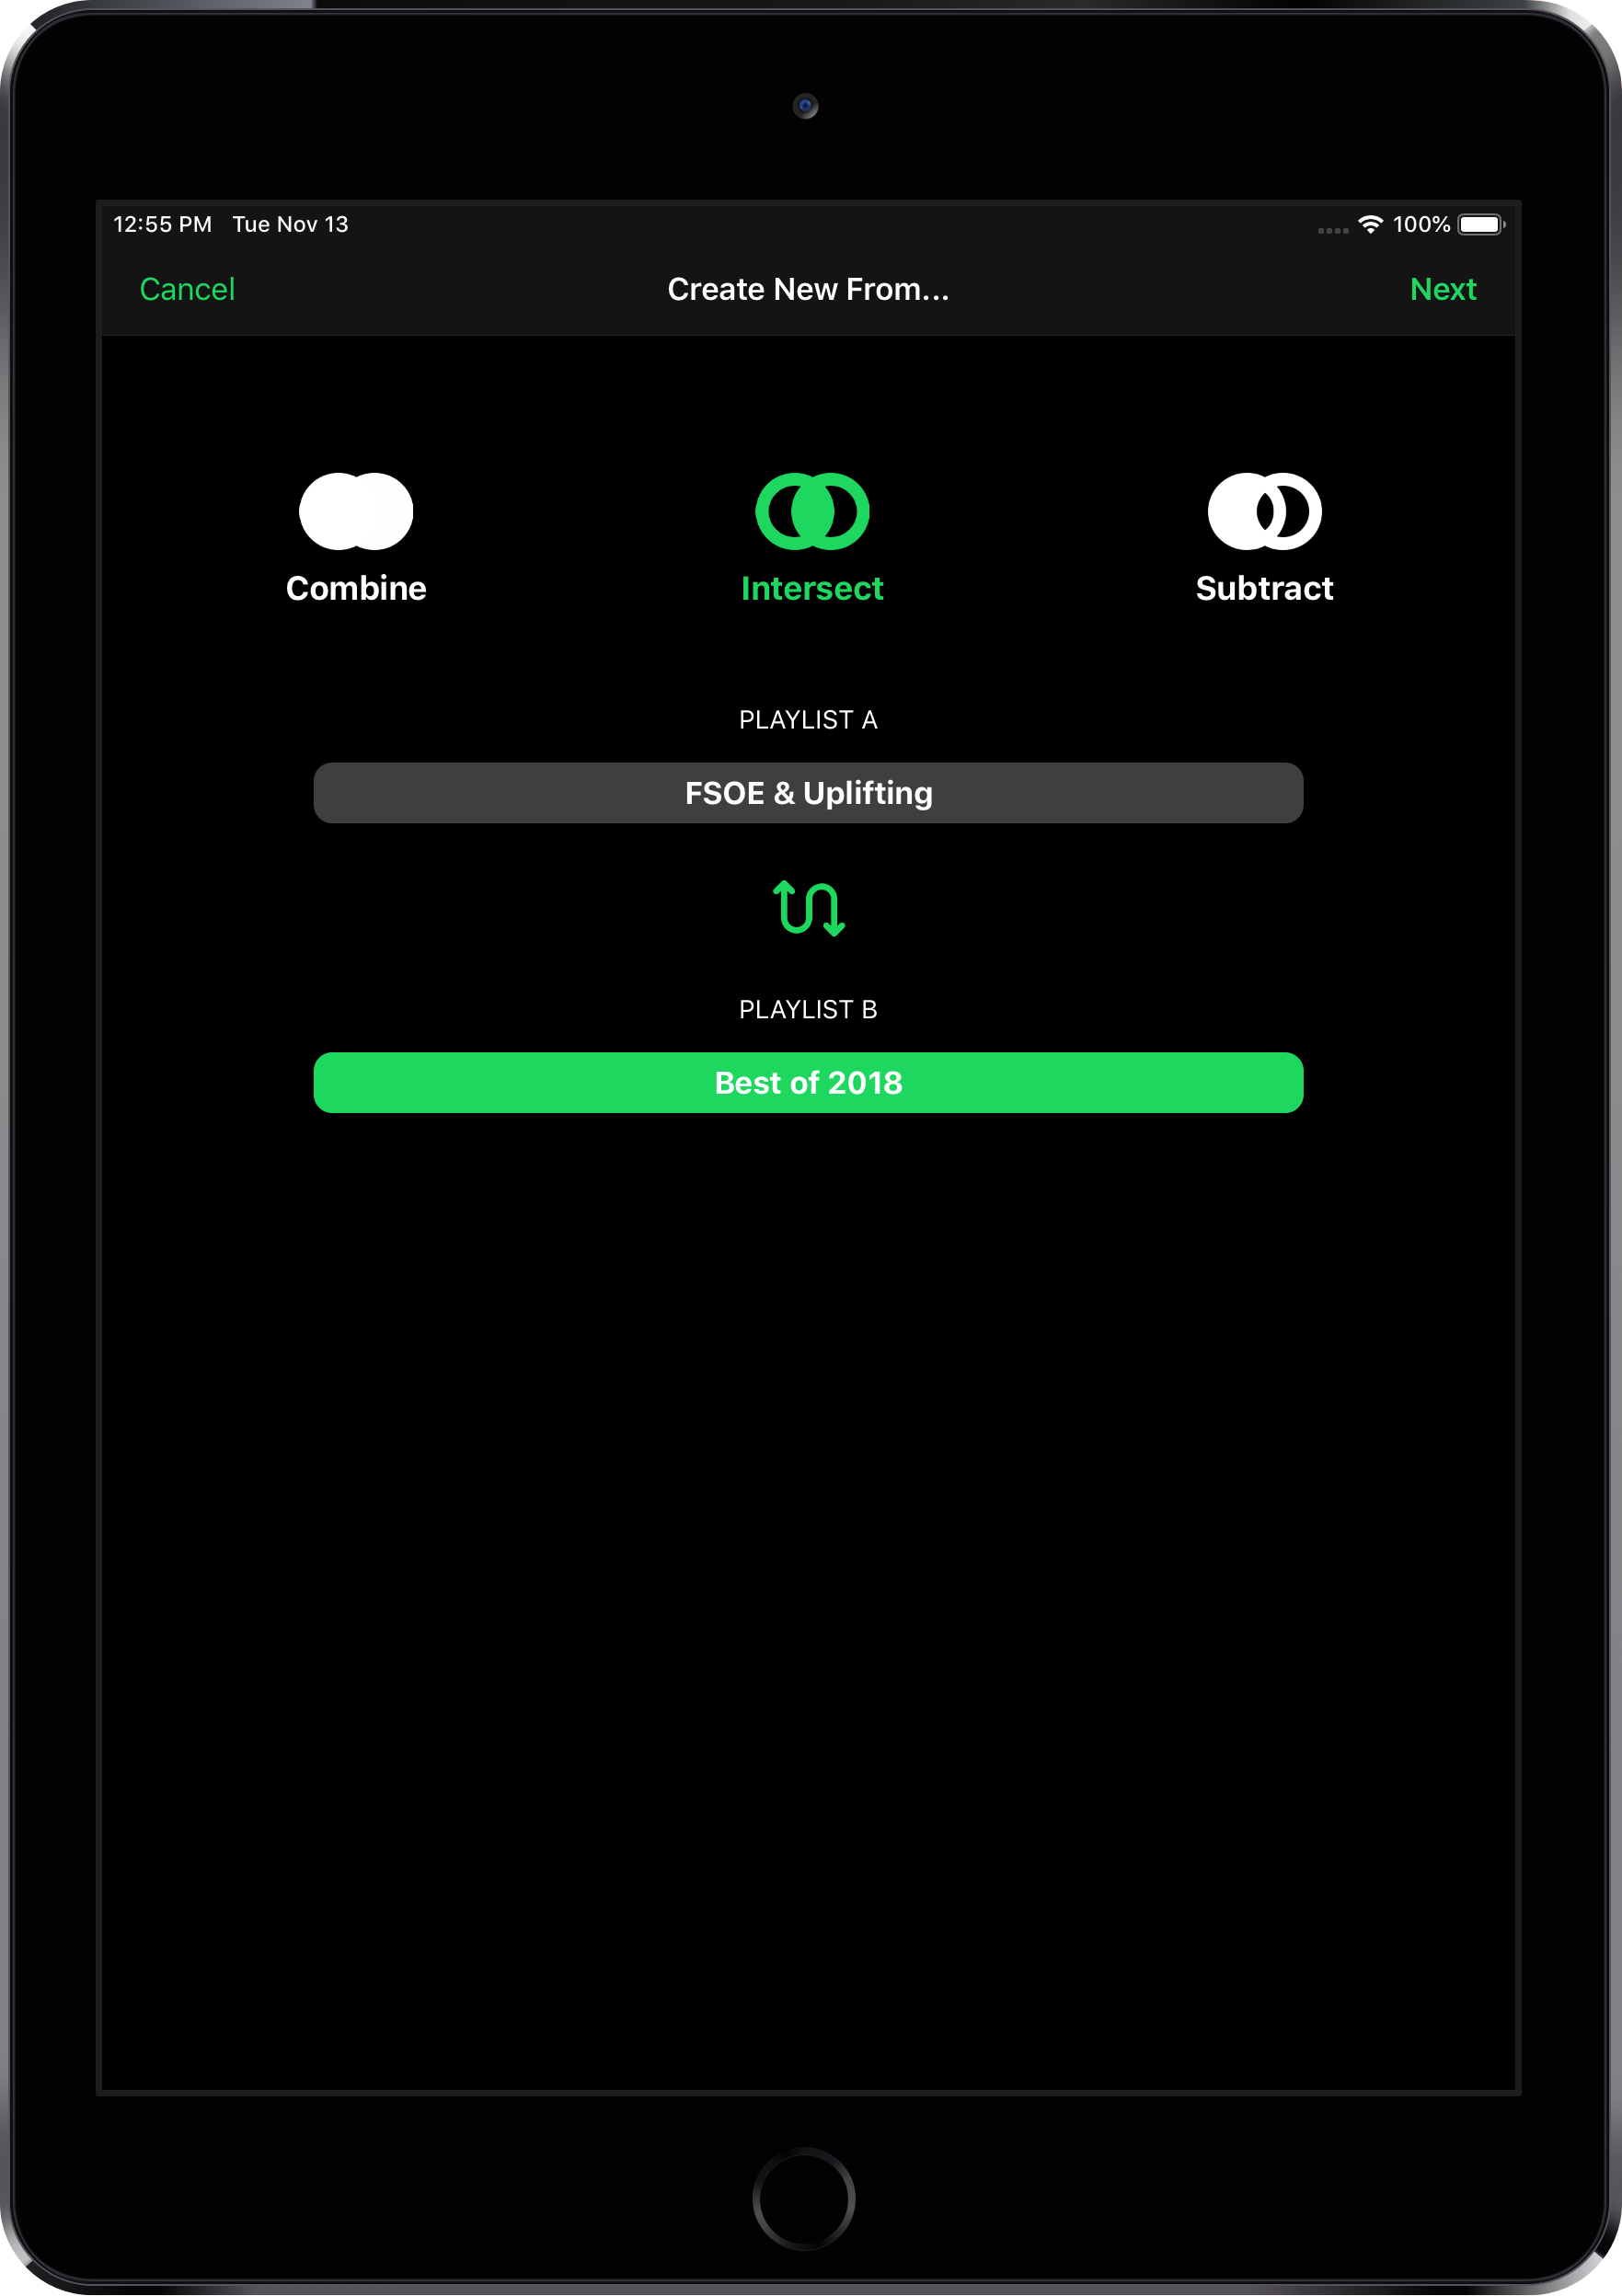 12:55 PM Tue Nov 13 100%
Cancel Create New From... Next
Combine Intersect Subtract
PLAYLIST A
FSOE & Uplifting
PLAYLIST B
Best of 2018